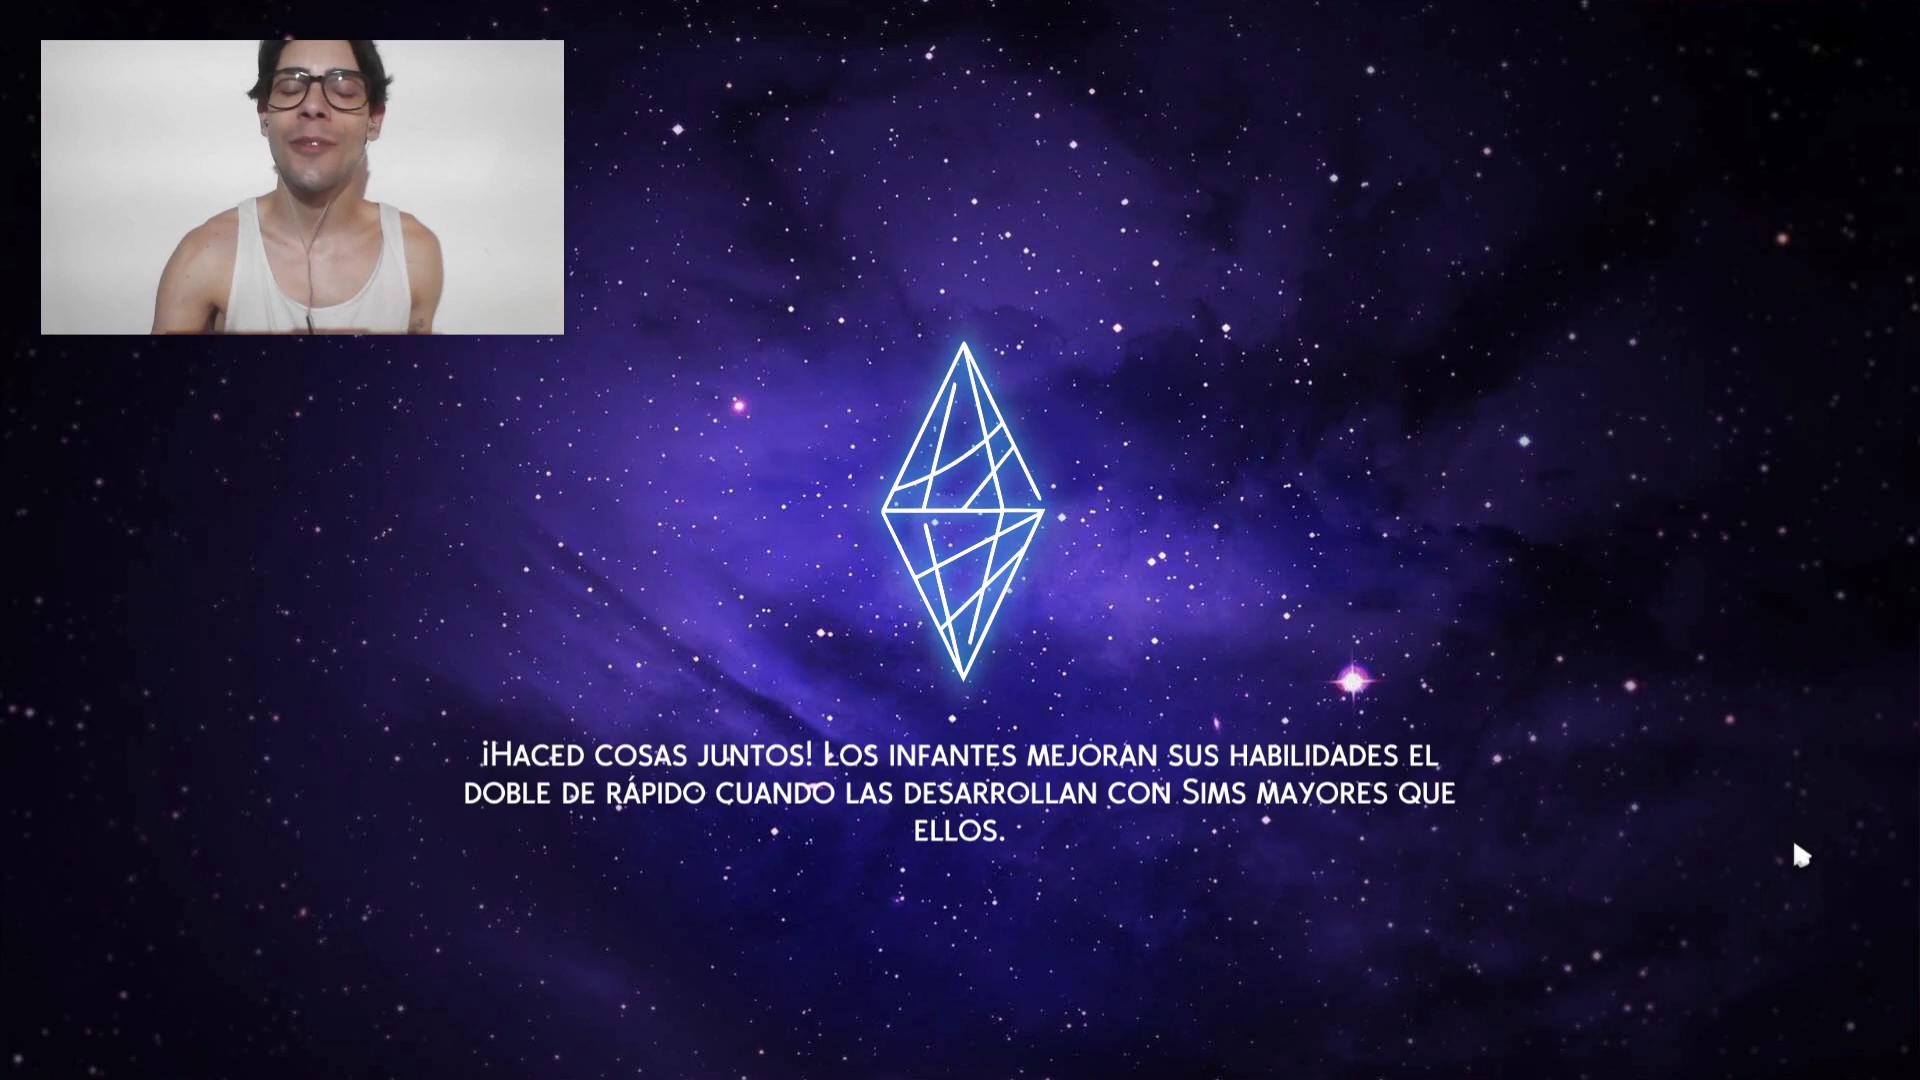 ¡Haced cosas juntos! Los infantes mejoran sus habilidades el
doble de rápido cuando las desarrollan con Sims mayores que
ellos.